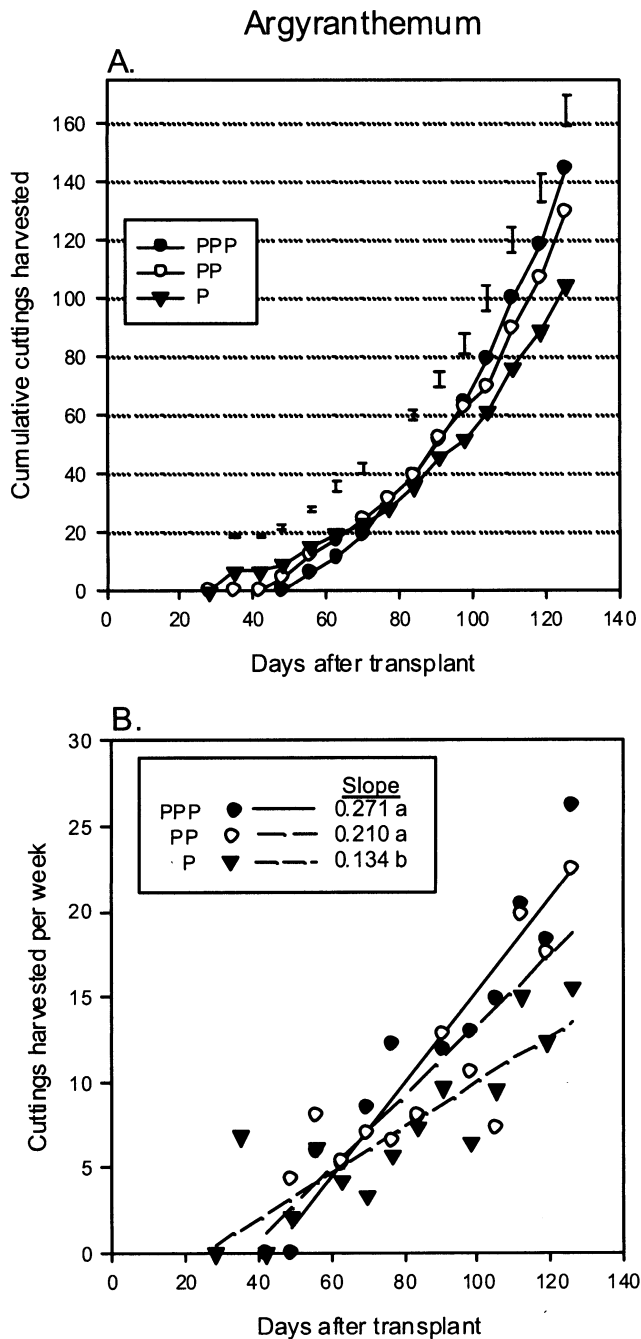 Argyranthemum
A.
Cumulative cuttings harvested
160
140
120
100
80
60
40
20
0
PPP
PP
P
0 20 40 60 80 100 120 140
Days after transplant
B.
Cuttings harvested per week
30
25
20
15
10
5
0
Slope
PPP 0.271 a
PP 0.210 a
P 0.134 b
0 20 40 60 80 100 120 140
Days after transplant